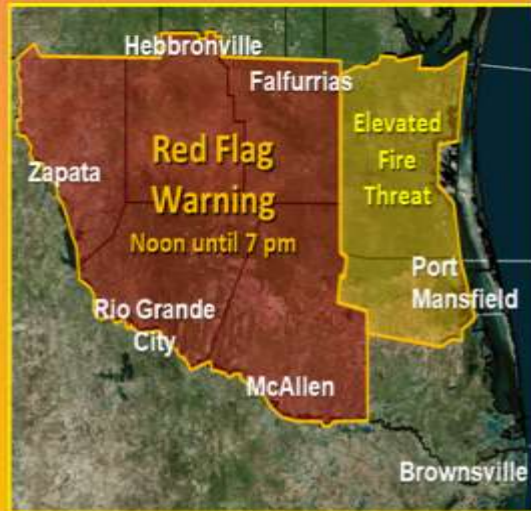 Hebbronville
Falfurrias
Elevated
Fire
Threat
Red Flag
Warning
Noon until 7 pm
Zapata
Port
Mansfield
Rio Grande
City
McAllen
Brownsville